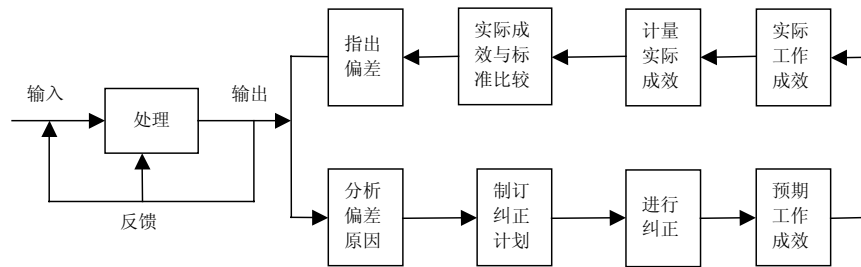 输入
处理
输出
反馈
指出
偏差
实际成
效与标
准比较
计量
实际
成效
实际
工作
成效
分析
偏差
原因
制订
纠正
计划
进行
纠正
预期
工作
成效